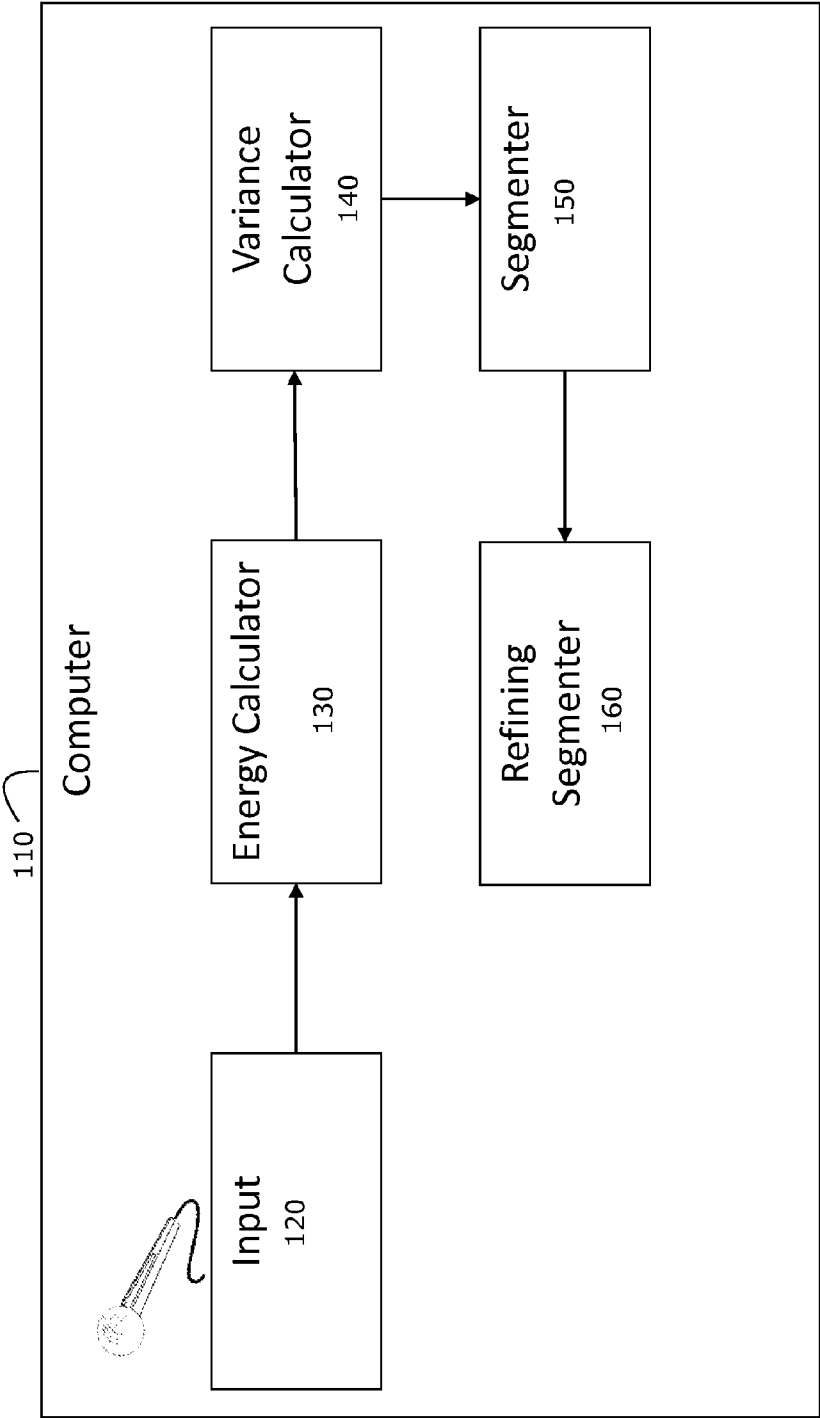 110
Computer
Input
120
Energy Calculator
130
Variance
Calculator
140
Segmenter
150
Refining
Segmenter
160